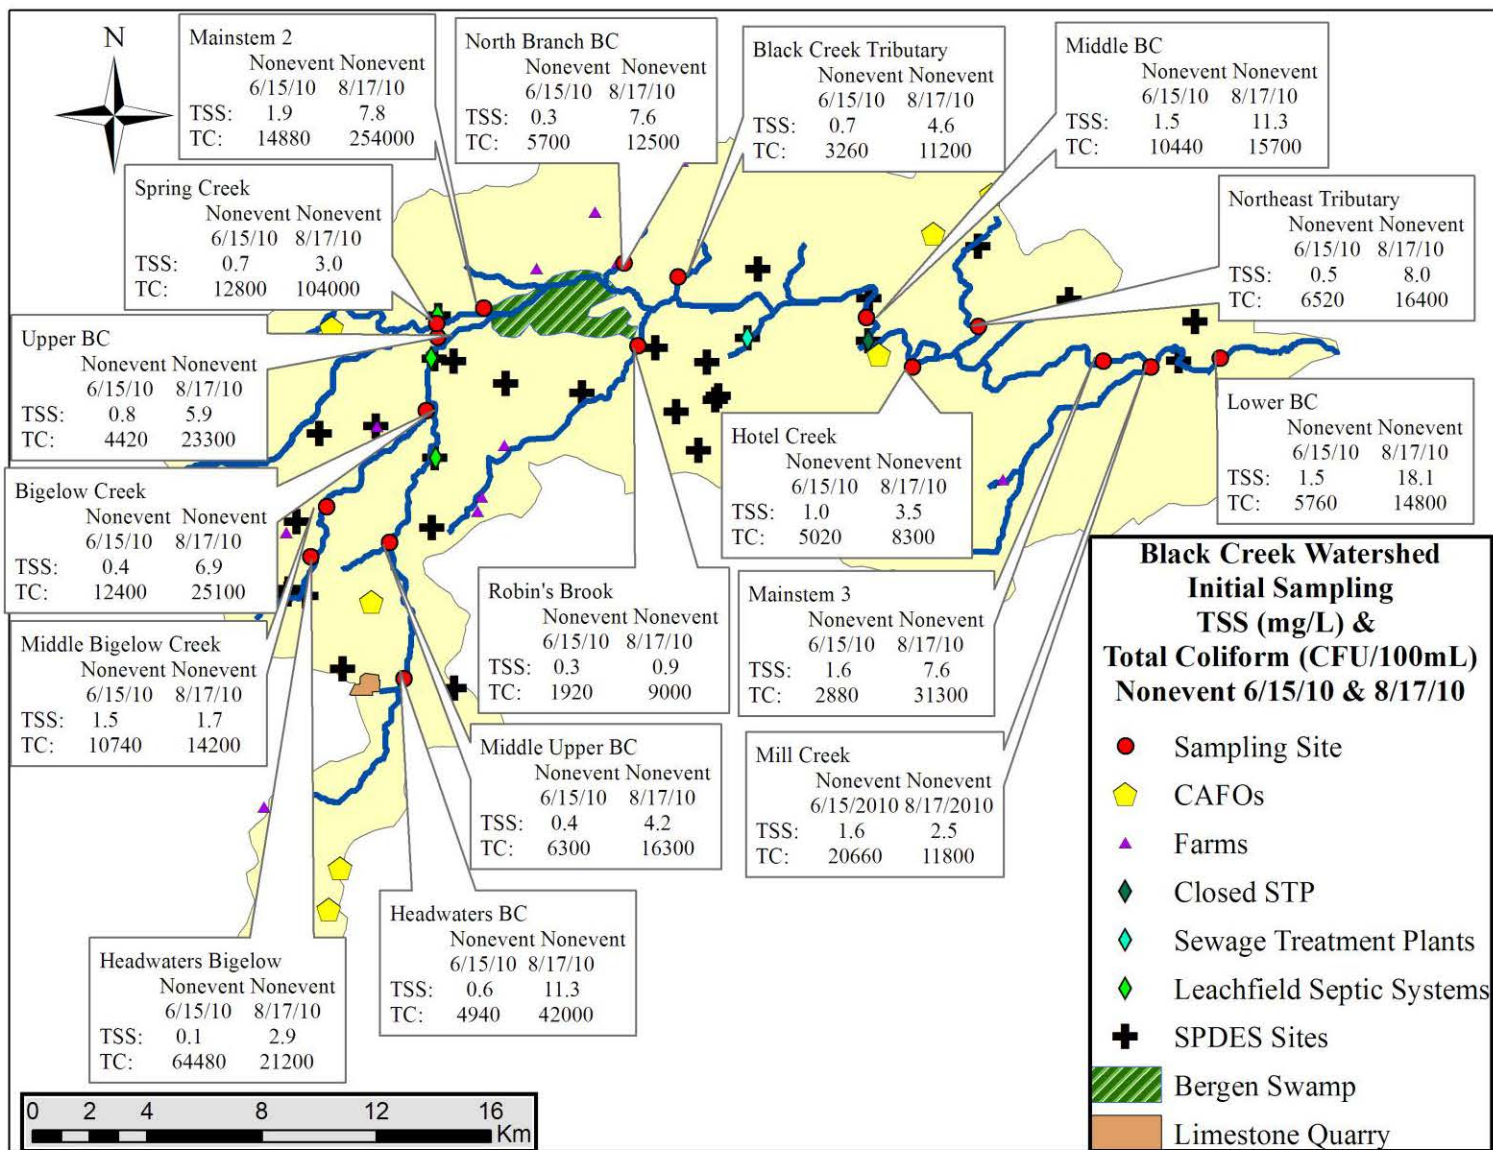 N
Mainstem 2
Nonevent Nonevent
6/15/10 8/17/10
TSS: 1.9 7.8
TC: 14880 254000
North Branch BC
Nonevent Nonevent
6/15/10 8/17/10
TSS: 0.3 7.6
TC: 5700 12500
Black Creek Tributary
Nonevent Nonevent
6/15/10 8/17/10
TSS: 0.7 4.6
TC: 3260 11200
Middle BC
Nonevent Nonevent
6/15/10 8/17/10
TSS: 1.5 11.3
TC: 10440 15700
Spring Creek
Nonevent Nonevent
6/15/10 8/17/10
TSS: 0.7 3.0
TC: 12800 104000
Northeast Tributary
Nonevent Nonevent
6/15/10 8/17/10
TSS: 0.5 8.0
TC: 6520 16400
Upper BC
Nonevent Nonevent
6/15/10 8/17/10
TSS: 0.8 5.9
TC: 4420 23300
Lower BC
Nonevent Nonevent
6/15/10 8/17/10
TSS: 1.5 18.1
TC: 5760 14800
Hotel Creek
Nonevent Nonevent
6/15/10 8/17/10
TSS: 1.0 3.5
TC: 5020 8300
Bigelow Creek
Nonevent Nonevent
6/15/10 8/17/10
TSS: 0.4 6.9
TC: 12400 25100
Robin's Brook
Nonevent Nonevent
6/15/10 8/17/10
TSS: 0.3 0.9
TC: 1920 9000
Mainstem 3
Nonevent Nonevent
6/15/10 8/17/10
TSS: 1.6 7.6
TC: 2880 31300
Middle Bigelow Creek
Nonevent Nonevent
6/15/10 8/17/10
TSS: 1.5 1.7
TC: 10740 14200
Middle Upper BC
Nonevent Nonevent
6/15/10 8/17/10
TSS: 0.4 4.2
TC: 6300 16300
Mill Creek
Nonevent Nonevent
6/15/2010 8/17/2010
TSS: 1.6 2.5
TC: 20660 11800
Headwaters BC
Nonevent Nonevent
6/15/10 8/17/10
TSS: 0.6 11.3
TC: 4940 42000
Headwaters Bigelow
Nonevent Nonevent
6/15/10 8/17/10
TSS: 0.1 2.9
TC: 64480 21200
Black Creek Watershed
Initial Sampling
TSS (mg/L) &
Total Coliform (CFU/100mL)
Nonevent 6/15/10 & 8/17/10
Sampling Site
CAFOs
Farms
Closed STP
Sewage Treatment Plants
Leachfield Septic Systems
SPDES Sites
Bergen Swamp
Limestone Quarry
0 2 4 8 12 16
Km